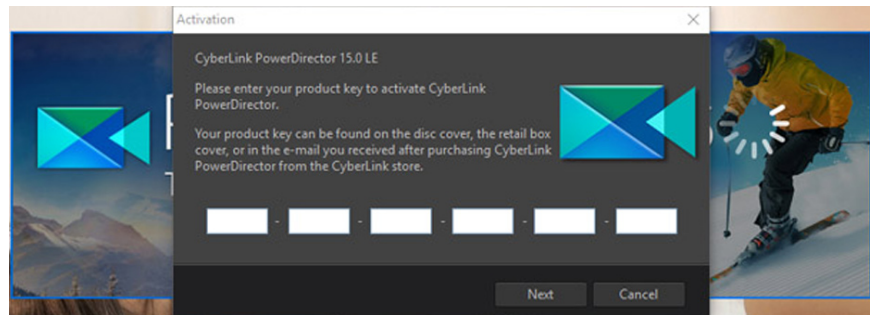 Activation
CyberLink PowerDirector 15.0 LE
Please enter your product key to activate CyberLink
PowerDirector.
Your product key can be found on the disc cover, the retail box
cover, or in the e-mail you received after purchasing CyberLink
PowerDirector from the CyberLink store.
- - - - -
Next Cancel